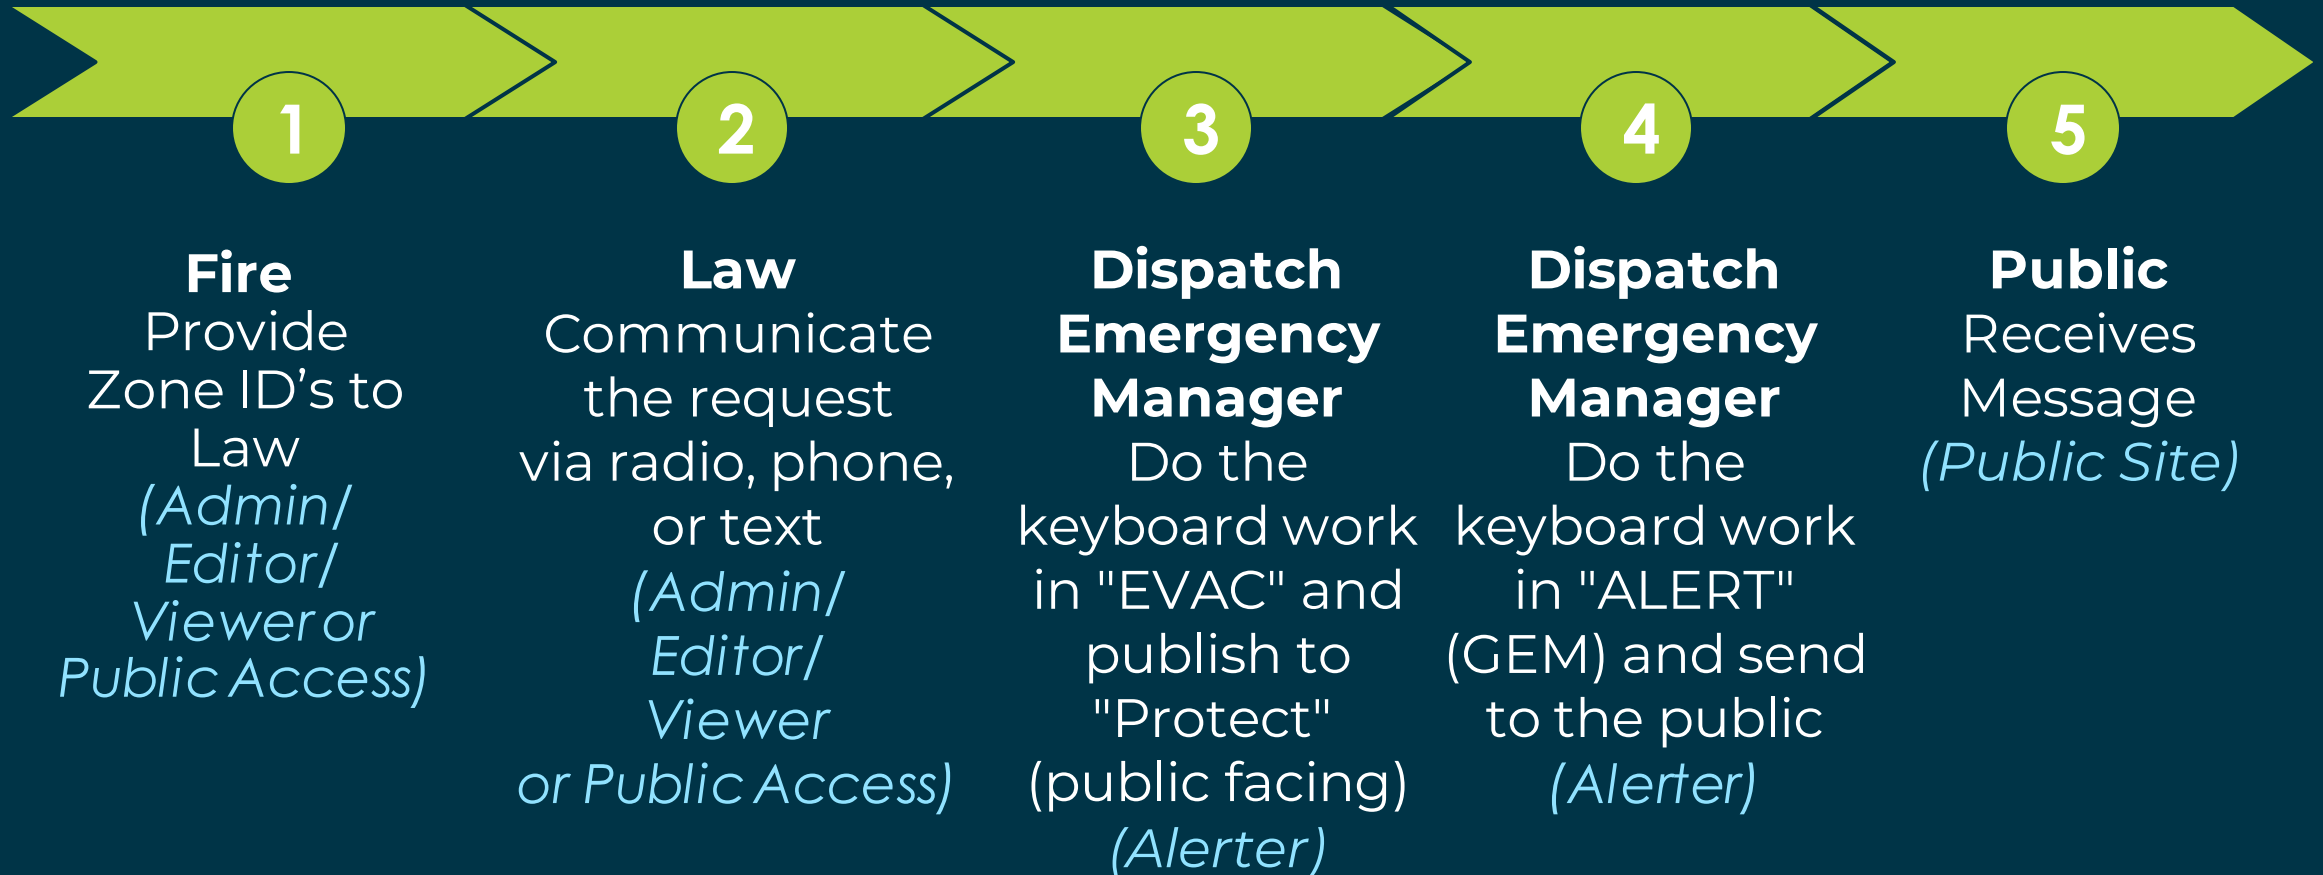 1
Fire
Provide
Zone ID’s to
Law
(Admin/
Editor/
Viewer or
Public Access)
2
Law
Communicate
the request
via radio, phone,
or text
(Admin/
Editor/
Viewer
or Public Access)
3
Dispatch
Emergency
Manager
Do the
keyboard work
in "EVAC" and
publish to
"Protect"
(public facing)
(Alerter)
4
Dispatch
Emergency
Manager
Do the
keyboard work
in "ALERT"
(GEM) and send
to the public
(Alerter)
5
Public
Receives
Message
(Public Site)